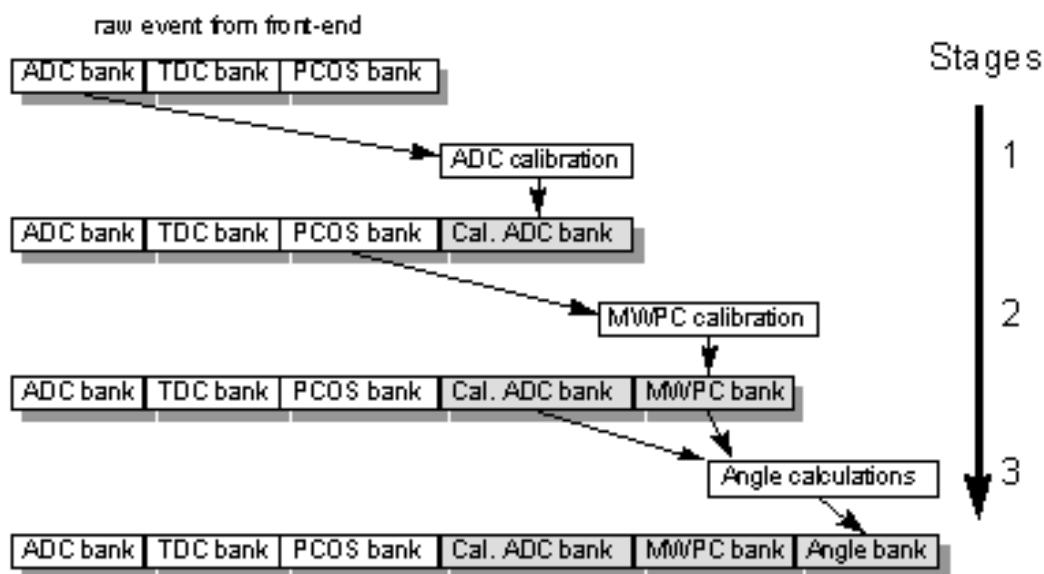 raw event from front-end
Stages
ADC bank TDC bank PCOS bank
1
ADC calibration
ADC bank TDC bank PCOS bank Cal. ADC bank
2
MWPC calibration
ADC bank TDC bank PCOS bank Cal. ADC bank MWPC bank
3
Angle calculations
ADC bank TDC bank PCOS bank Cal. ADC bank MWPC bank Angle bank